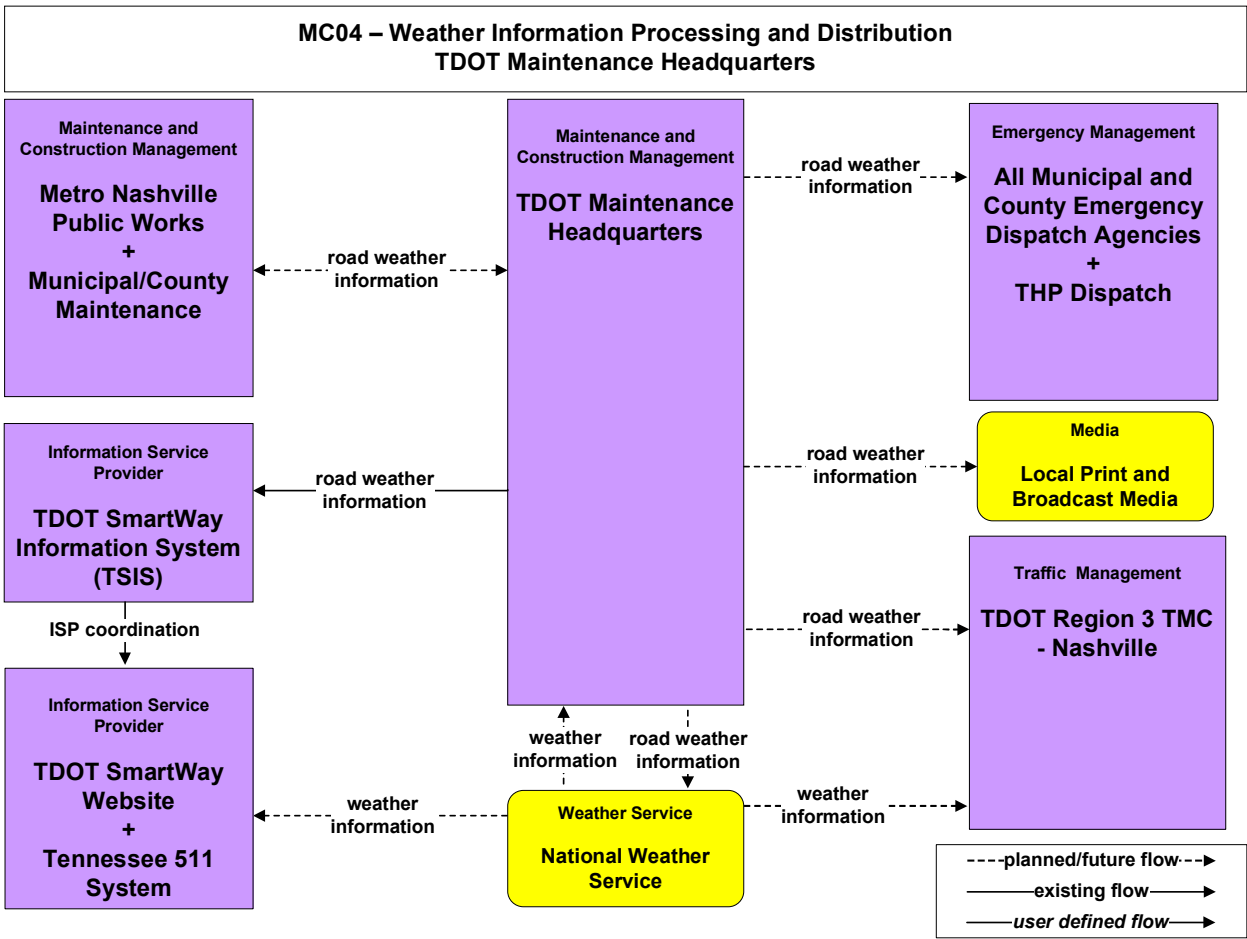 MC04 – Weather Information Processing and Distribution
TDOT Maintenance Headquarters
Maintenance and
Construction Management
Metro Nashville
Public Works
+
Municipal/County
Maintenance
road weather
information
Maintenance and
Construction Management
TDOT Maintenance
Headquarters
road weather
information
Emergency Management
All Municipal and
County Emergency
Dispatch Agencies
+
THP Dispatch
road weather
information
Media
Local Print and
Broadcast Media
Information Service
Provider
TDOT SmartWay
Information System
(TSIS)
road weather
information
ISP coordination
road weather
information
Traffic Management
TDOT Region 3 TMC
- Nashville
Information Service
Provider
TDOT SmartWay
Website
+
Tennessee 511
System
weather
information
weather
information
road weather
information
Weather Service
National Weather
Service
weather
information
planned/future flow
existing flow
user defined flow